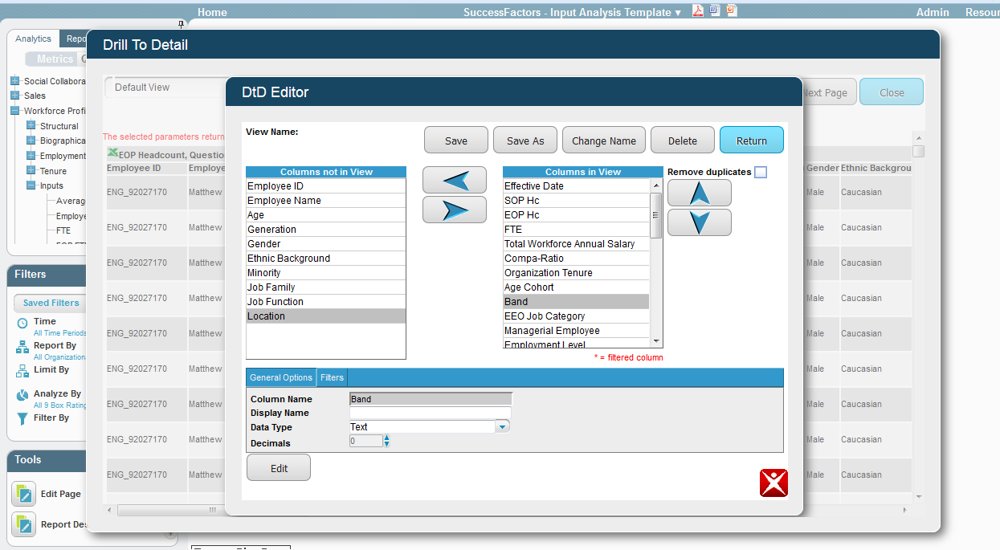 Home
SuccessFactors - Input Analysis Template ▾
Admin
Resour
Analytics
Repo
Metrics
Social Collabora
Sales
Workforce Profi
Structural
Biographica
Employment
Tenure
Inputs
Average
Employe
FTE
Filters
Saved Filters
Time
All Time Periods
Report By
All Organization
Limit By
Analyze By
All 9 Box Rating
Filter By
Tools
Edit Page
Report Des
Drill To Detail
Default View
Next Page
Close
The selected parameters return
EOP Headcount, Questio
Employee ID
Employe
Gender
Ethnic Backgrou
ENG_92027170 Matthew Male Caucasian
ENG_92027170 Matthew Male Caucasian
ENG_92027170 Matthew Male Caucasian
ENG_92027170 Matthew Male Caucasian
ENG_92027170 Matthew Male Caucasian
ENG_92027170 Matthew Male Caucasian
ENG_92027170 Matthew Male Caucasian
ENG_92027170 Matthew Male Caucasian
ENG_92027170 Matthew Male Caucasian
DtD Editor
View Name:
Save
Save As
Change Name
Delete
Return
Columns not in View
Employee ID
Employee Name
Age
Generation
Gender
Ethnic Background
Minority
Job Family
Job Function
Location
Columns in View
Effective Date
SOP Hc
EOP Hc
FTE
Total Workforce Annual Salary
Compa-Ratio
Organization Tenure
Age Cohort
Band
EEO Job Category
Managerial Employee
Employment Level
Remove duplicates
* = filtered column
General Options
Filters
Column Name
Band
Display Name
Data Type
Text
Decimals
0
Edit